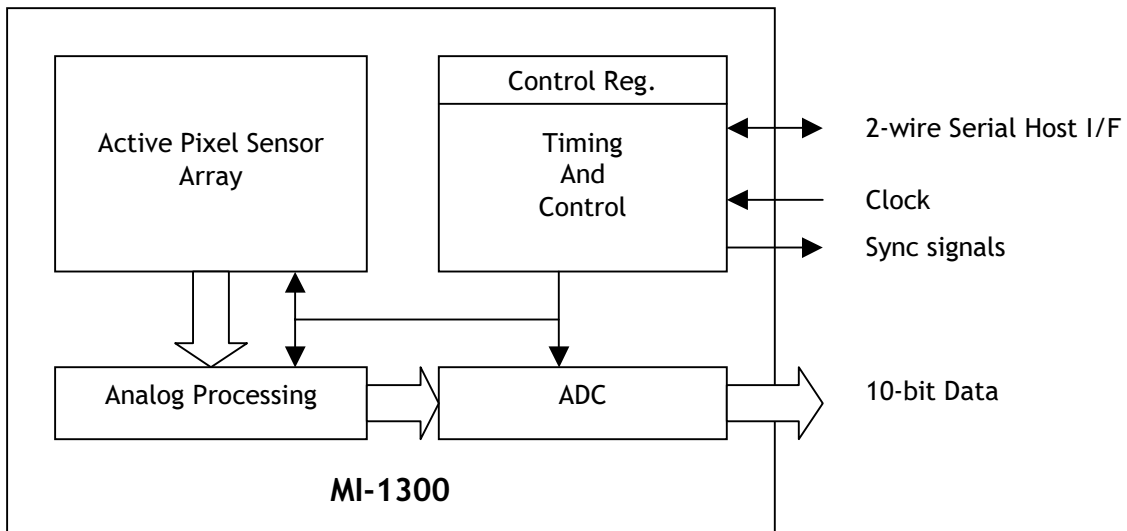 Control Reg.
Active Pixel Sensor
Array
Timing
And
Control
2-wire Serial Host I/F
Clock
Sync signals
Analog Processing
ADC
10-bit Data
MI-1300